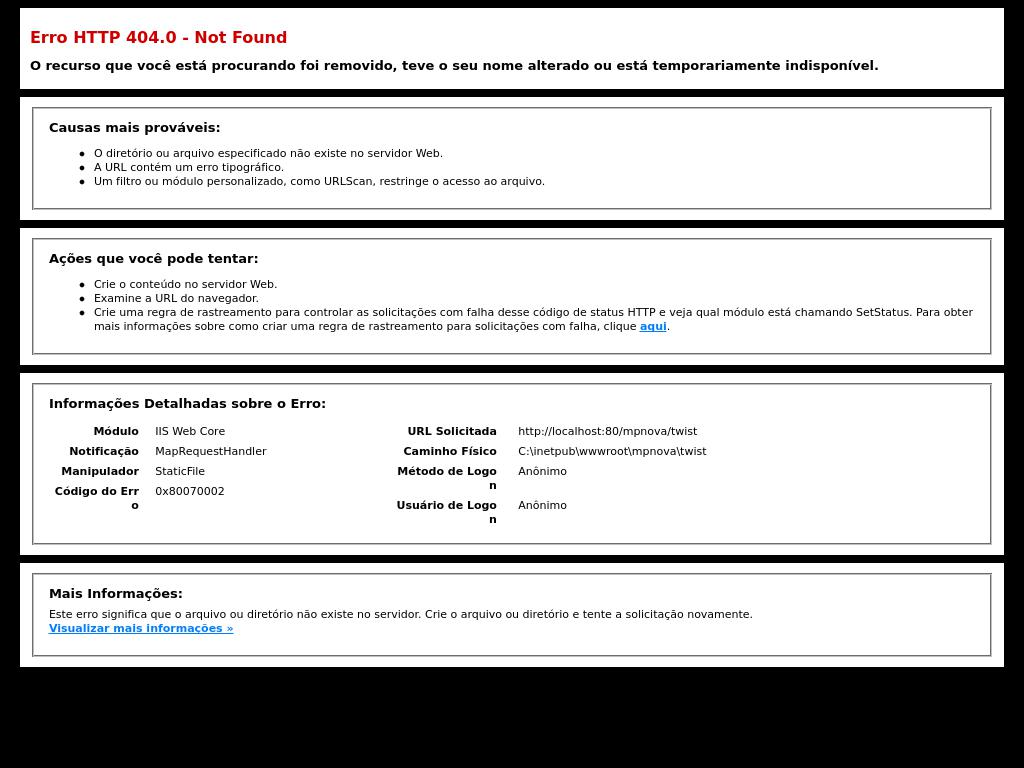 Erro HTTP 404.0 - Not Found
O recurso que você está procurando foi removido, teve o seu nome alterado ou está temporariamente indisponível.
Causas mais prováveis:
O diretório ou arquivo especificado não existe no servidor Web.
A URL contém um erro tipográfico.
Um filtro ou módulo personalizado, como URLScan, restringe o acesso ao arquivo.
Ações que você pode tentar:
Crie o conteúdo no servidor Web.
Examine a URL do navegador.
Crie uma regra de rastreamento para controlar as solicitações com falha desse código de status HTTP e veja qual módulo está chamando SetStatus. Para obter
mais informações sobre como criar uma regra de rastreamento para solicitações com falha, clique aqui.
Informações Detalhadas sobre o Erro:
Módulo IIS Web Core
Notificação MapRequestHandler
Manipulador StaticFile
Código do Err 0x80070002
o
URL Solicitada http://localhost:80/mpnova/twist
Caminho Físico C:\inetpub\wwwroot\mpnova\twist
Método de Logo Anônimo
n
Usuário de Logo Anônimo
n
Mais Informações:
Este erro significa que o arquivo ou diretório não existe no servidor. Crie o arquivo ou diretório e tente a solicitação novamente.
Visualizar mais informações »